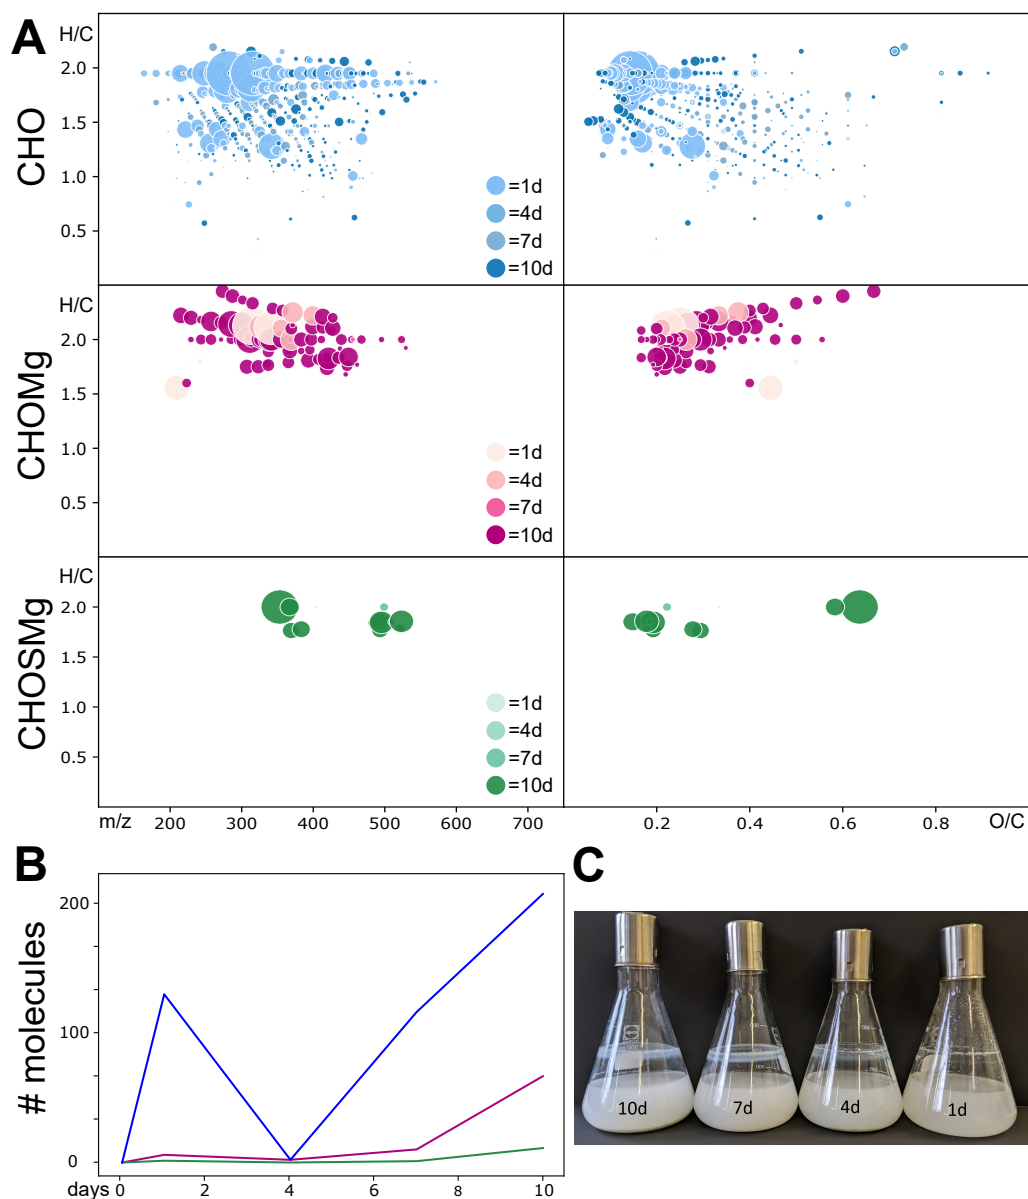 A
CHO
H/C
2.0
1.5
1.0
0.5
=1d
=4d
=7d
=10d
CHOMg
H/C
2.0
1.5
1.0
0.5
=1d
=4d
=7d
=10d
CHOSMg
H/C
2.0
1.5
1.0
0.5
=1d
=4d
=7d
=10d
m/z 200 300 400 500 600 700
0.2 0.4 0.6 0.8 O/C
B
# molecules
200
100
0
days 0 2 4 6 8 10
C
10d 7d 4d 1d